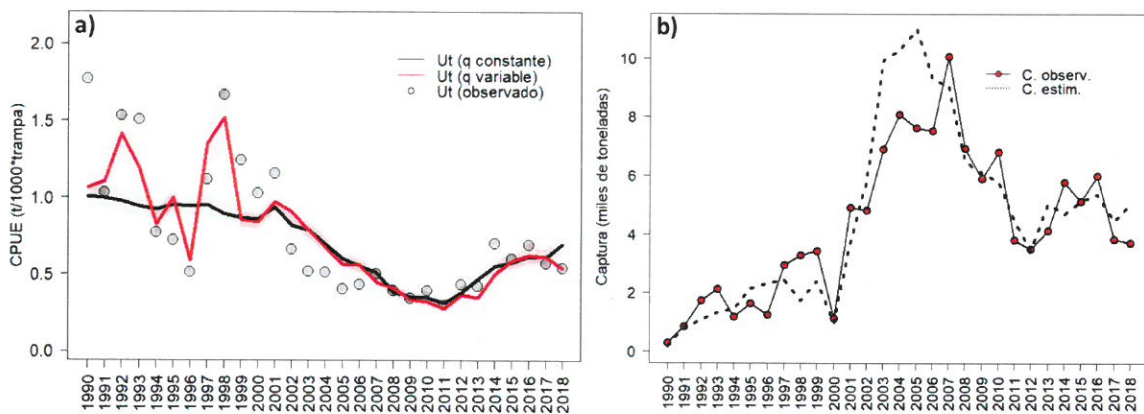 a)
2.0
1.5
1.0
0.5
0.0
CPUE (t/1000*trampa)
Ut (q constante)
Ut (q variable)
Ut (observado)
1990 1991 1992 1993 1994 1995 1996 1997 1998 1999 2000 2001 2002 2003 2004 2005 2006 2007 2008 2009 2010 2011 2012 2013 2014 2015 2016 2017 2018
b)
10
8
6
4
2
0
Captura (miles de toneladas)
C. observ.
C. estim.
1990 1991 1992 1993 1994 1995 1996 1997 1998 1999 2000 2001 2002 2003 2004 2005 2006 2007 2008 2009 2010 2011 2012 2013 2014 2015 2016 2017 2018